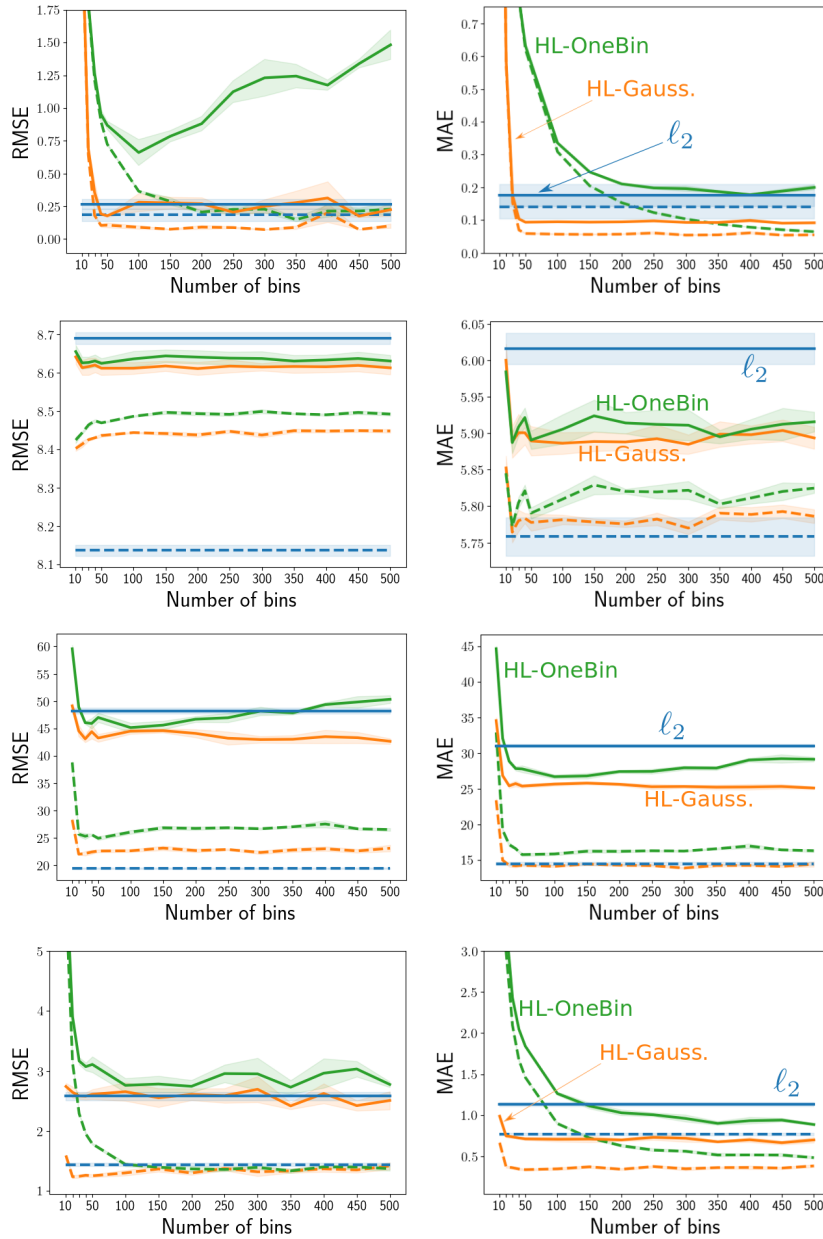 1.75
1.50
1.25
1.00
0.75
0.50
0.25
0.00
RMSE
10 50 100 150 200 250 300 350 400 450 500
Number of bins
0.7
0.6
0.5
0.4
0.3
0.2
0.1
0.0
MAE
HL-OneBin
HL-Gauss.
ℓ2
10 50 100 150 200 250 300 350 400 450 500
Number of bins
8.7
8.6
8.5
8.4
8.3
8.2
8.1
RMSE
10 50 100 150 200 250 300 350 400 450 500
Number of bins
6.05
6.00
5.95
5.90
5.85
5.80
5.75
MAE
ℓ2
HL-OneBin
HL-Gauss.
10 50 100 150 200 250 300 350 400 450 500
Number of bins
60
55
50
45
40
35
30
25
20
RMSE
10 50 100 150 200 250 300 350 400 450 500
Number of bins
45
40
35
30
25
20
15
MAE
HL-OneBin
ℓ2
HL-Gauss.
10 50 100 150 200 250 300 350 400 450 500
Number of bins
5
4
3
2
1
RMSE
10 50 100 150 200 250 300 350 400 450 500
Number of bins
3.0
2.5
2.0
1.5
1.0
0.5
MAE
HL-OneBin
HL-Gauss.
ℓ2
10 50 100 150 200 250 300 350 400 450 500
Number of bins